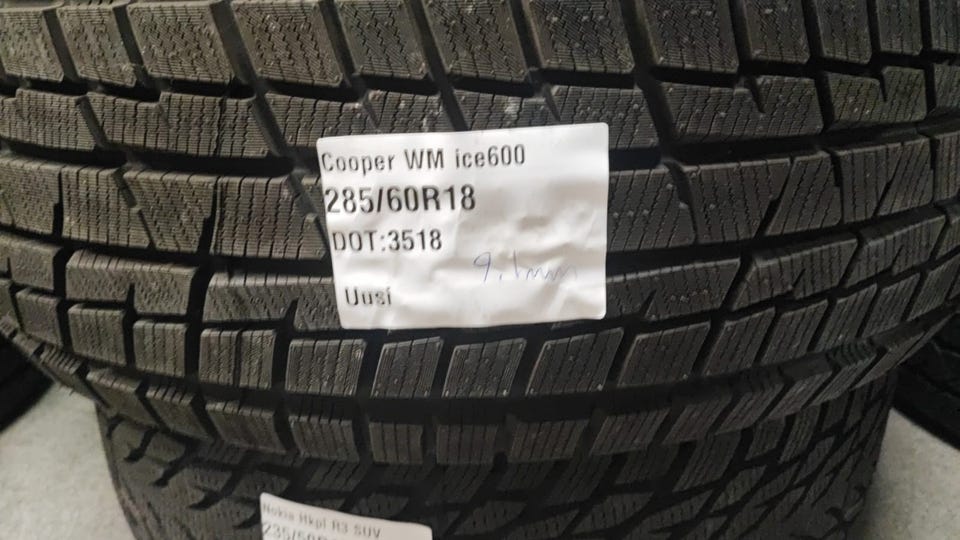 Cooper WM ice600
285/60R18
DOT:3518
9.1mm
Uusi
Nokia Hkpl R3 SUV